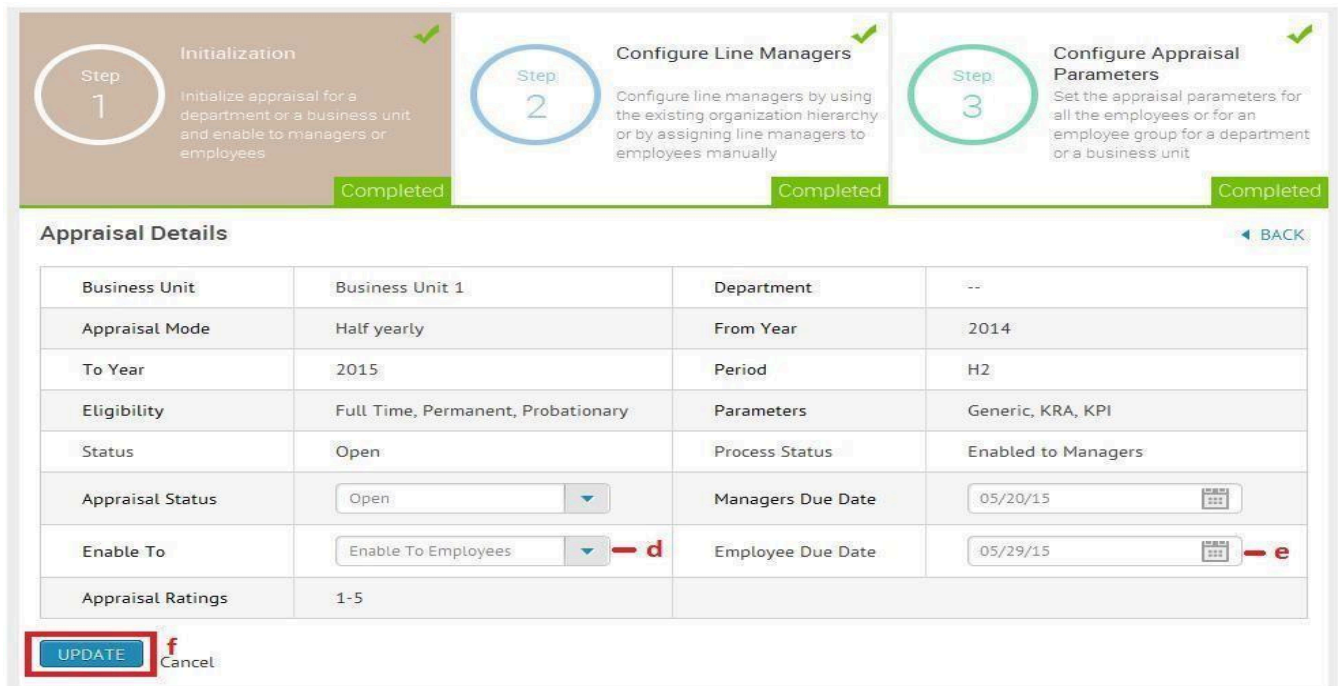 Step
1
Initialization
Initialize appraisal for a
department or a business unit
and enable to managers or
employees
Completed
Step
2
Configure Line Managers
Configure line managers by using
the existing organization hierarchy
or by assigning line managers to
employees manually
Completed
Step
3
Configure Appraisal
Parameters
Set the appraisal parameters for
all the employees or for an
employee group for a department
or a business unit
Completed
Appraisal Details
BACK
Business Unit Business Unit 1 Department --
Appraisal Mode Half yearly From Year 2014
To Year 2015 Period H2
Eligibility Full Time, Permanent, Probationary Parameters Generic, KRA, KPI
Status Open Process Status Enabled to Managers
Appraisal Status Open Managers Due Date 05/20/15
Enable To Enable To Employees d Employee Due Date 05/29/15 e
Appraisal Ratings 1-5
UPDATE f Cancel